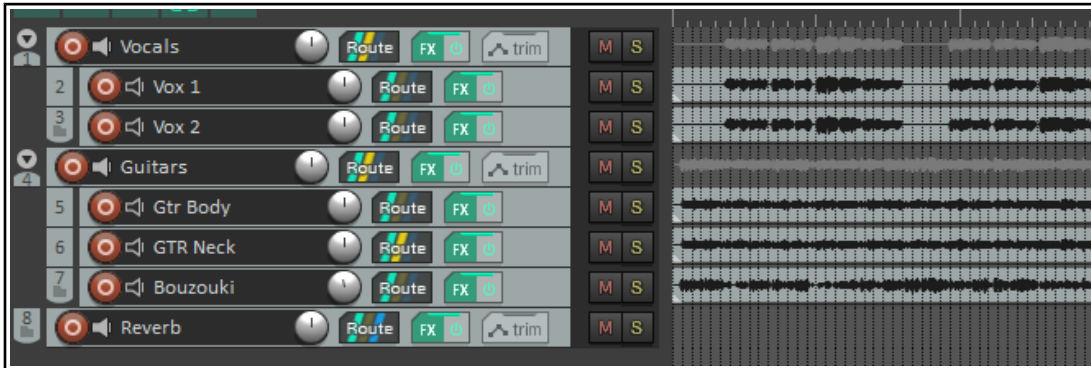 1 Vocals Route FX trim M S
2 Vox 1 Route FX M S
3 Vox 2 Route FX M S
4 Guitars Route FX trim M S
5 Gtr Body Route FX M S
6 GTR Neck Route FX M S
7 Bouzouki Route FX M S
8 Reverb Route FX trim M S